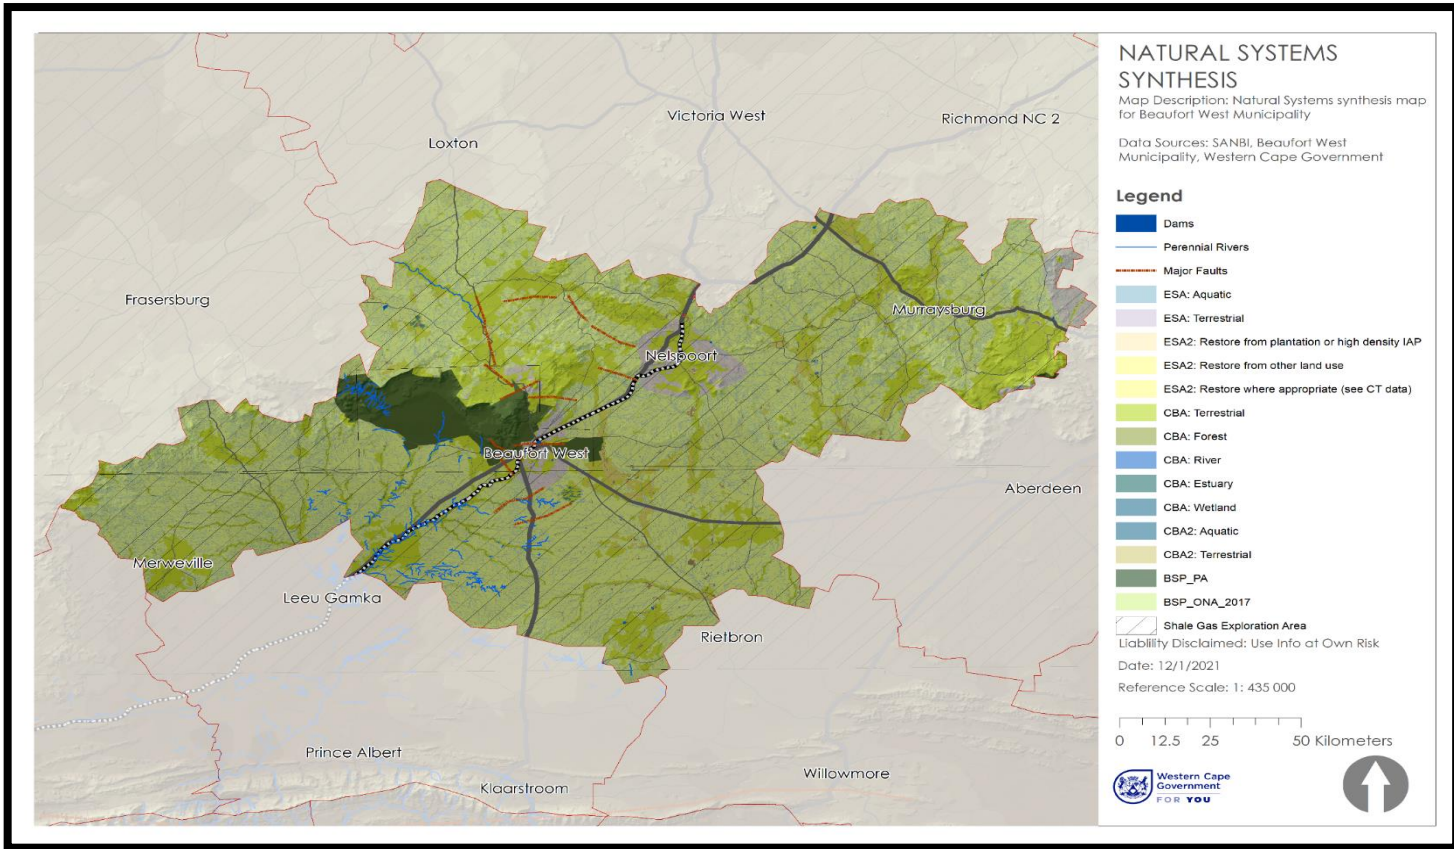 NATURAL SYSTEMS
SYNTHESIS
Map Description: Natural Systems synthesis map
for Beaufort West Municipality
Data Sources: SANBI, Beaufort West
Municipality, Western Cape Government
Legend
Dams
Perennial Rivers
Major Faults
ESA: Aquatic
ESA: Terrestrial
ESA2: Restore from plantation or high density IAP
ESA2: Restore from other land use
ESA2: Restore where appropriate (see CT data)
CBA: Terrestrial
CBA: Forest
CBA: River
CBA: Estuary
CBA: Wetland
CBA2: Aquatic
CBA2: Terrestrial
BSP_PA
BSP_ONA_2017
Shale Gas Exploration Area
Liability Disclaimed: Use Info at Own Risk
Date: 12/1/2021
Reference Scale: 1: 435 000
0 12.5 25 50 Kilometers
Western Cape
Government
FOR YOU
Victoria West
Richmond NC 2
Loxton
Frasersburg
Murraysburg
Nelspoort
Beaufort West
Aberdeen
Merweville
Leeu Gamka
Rietbron
Prince Albert
Willowmore
Klaarstroom